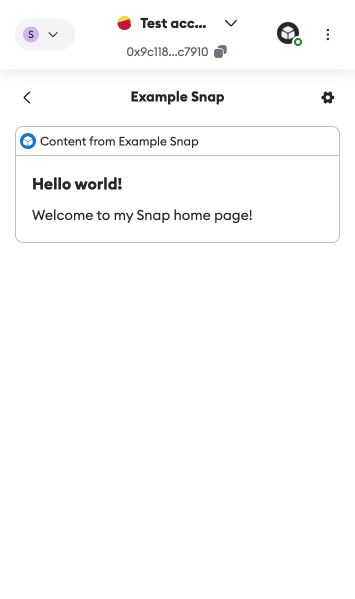 S
Test acc...
0x9c118...c7910
Example Snap
Content from Example Snap
Hello world!
Welcome to my Snap home page!